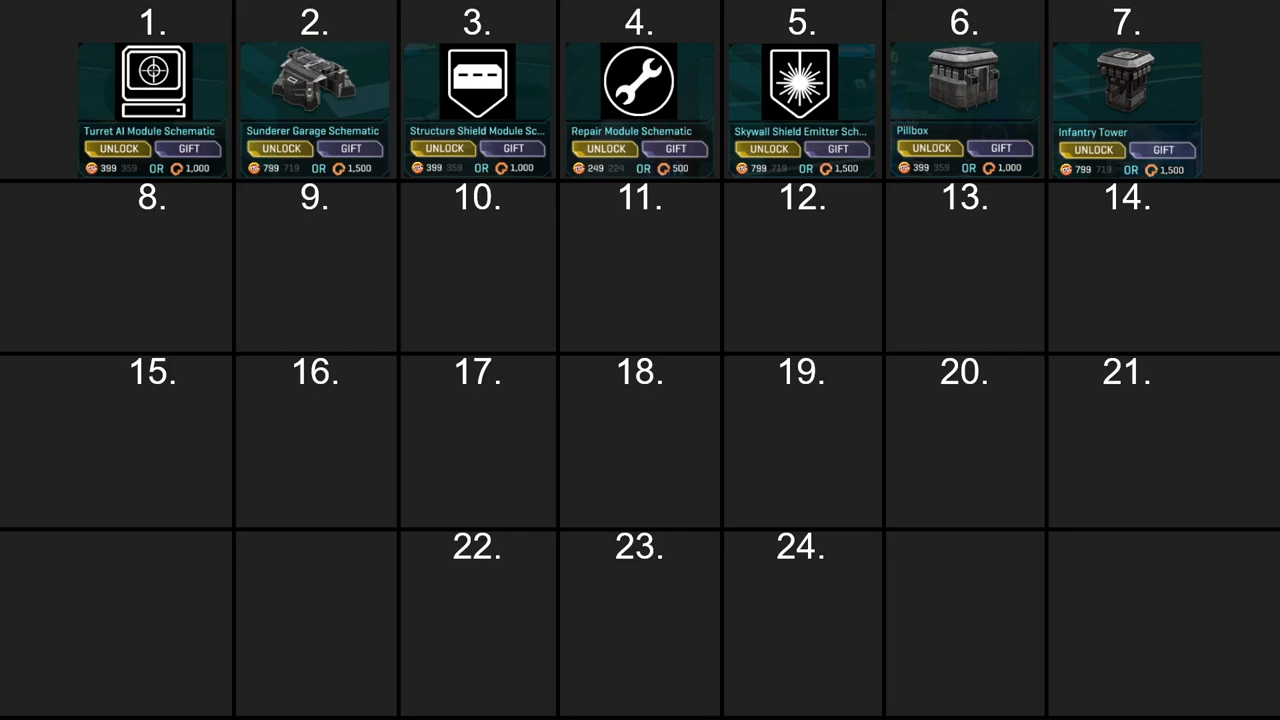 1. 2. 3. 4. 5. 6. 7.
Turret AI Module Schematic
UNLOCK GIFT
399 359 OR 1,000
Sunderer Garage Schematic
UNLOCK GIFT
799 719 OR 1,500
Structure Shield Module Sc...
UNLOCK GIFT
399 359 OR 1,000
Repair Module Schematic
UNLOCK GIFT
249 224 OR 500
Skywall Shield Emitter Sch...
UNLOCK GIFT
799 719 OR 1,500
Pillbox
UNLOCK GIFT
399 359 OR 1,000
Infantry Tower
UNLOCK GIFT
799 719 OR 1,500
8. 9. 10. 11. 12. 13. 14.
15. 16. 17. 18. 19. 20. 21.
22. 23. 24.